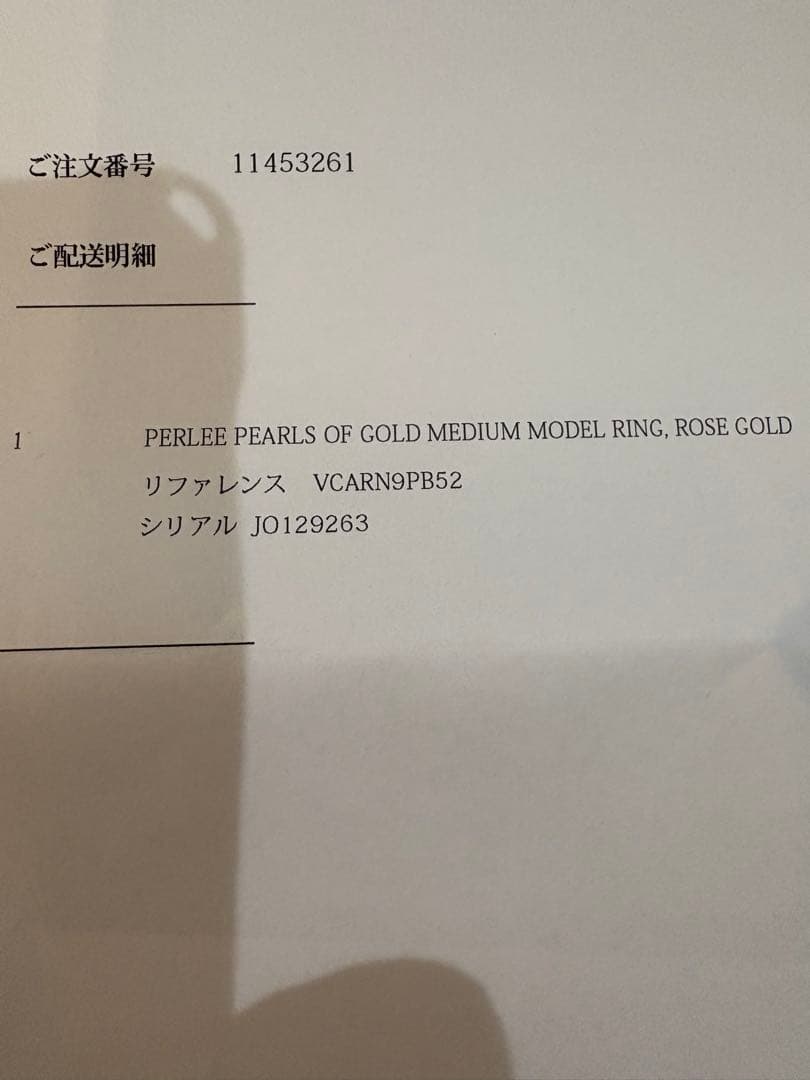 ご注文番号 11453261
ご配送明細
1 PERLEE PEARLS OF GOLD MEDIUM MODEL RING, ROSE GOLD
リファレンス VCARN9PB52
シリアル JO129263